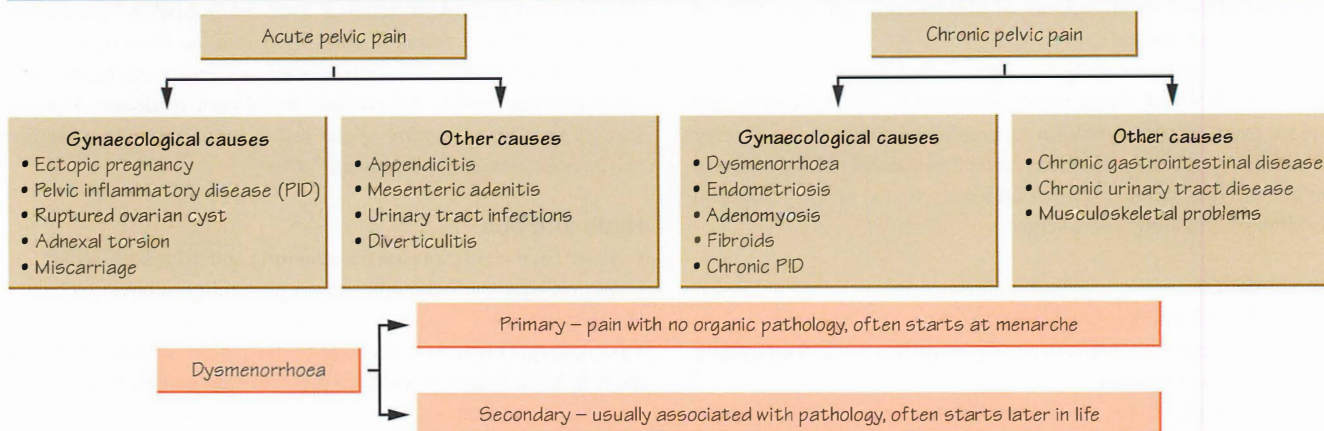 Acute pelvic pain
Gynaecological causes
• Ectopic pregnancy
• Pelvic inflammatory disease (PID)
• Ruptured ovarian cyst
• Adnexal torsion
• Miscarriage
Other causes
• Appendicitis
• Mesenteric adenitis
• Urinary tract infections
• Diverticulitis
Chronic pelvic pain
Gynaecological causes
• Dysmenorrhoea
• Endometriosis
• Adenomyosis
• Fibroids
• Chronic PID
Other causes
• Chronic gastrointestinal disease
• Chronic urinary tract disease
• Musculoskeletal problems
Dysmenorrhoea
Primary – pain with no organic pathology, often starts at menarche
Secondary – usually associated with pathology, often starts later in life